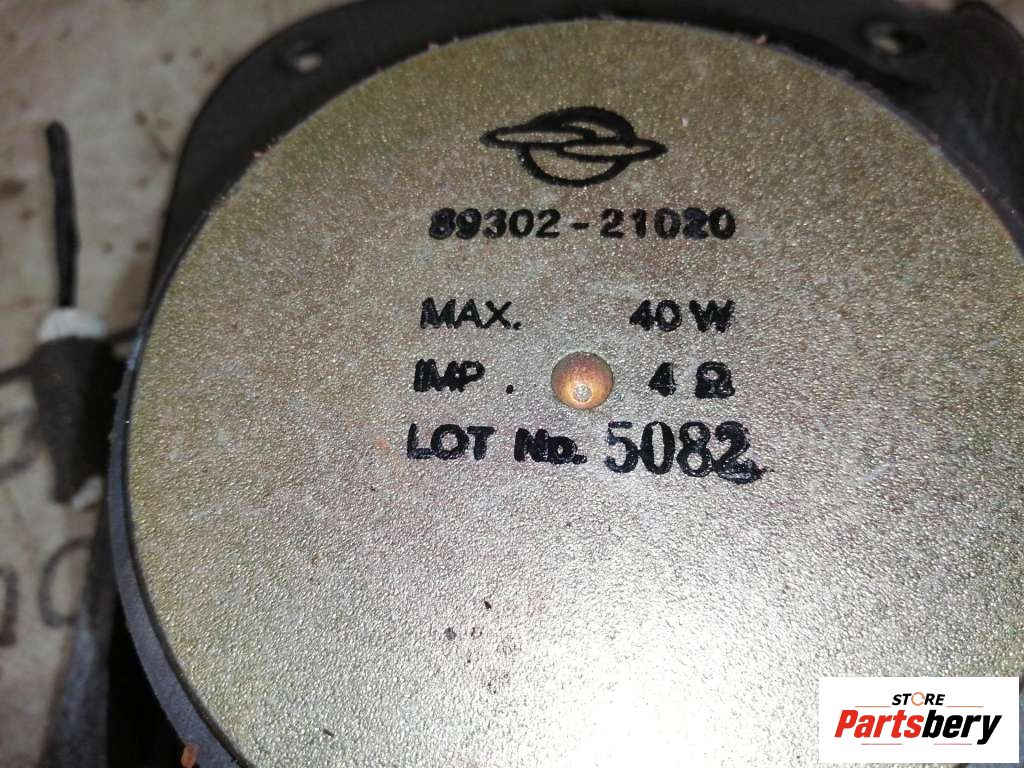 89302-21020
MAX. 40W
IMP. 4Ω
LOT No. 5082
STORE
Partsbery